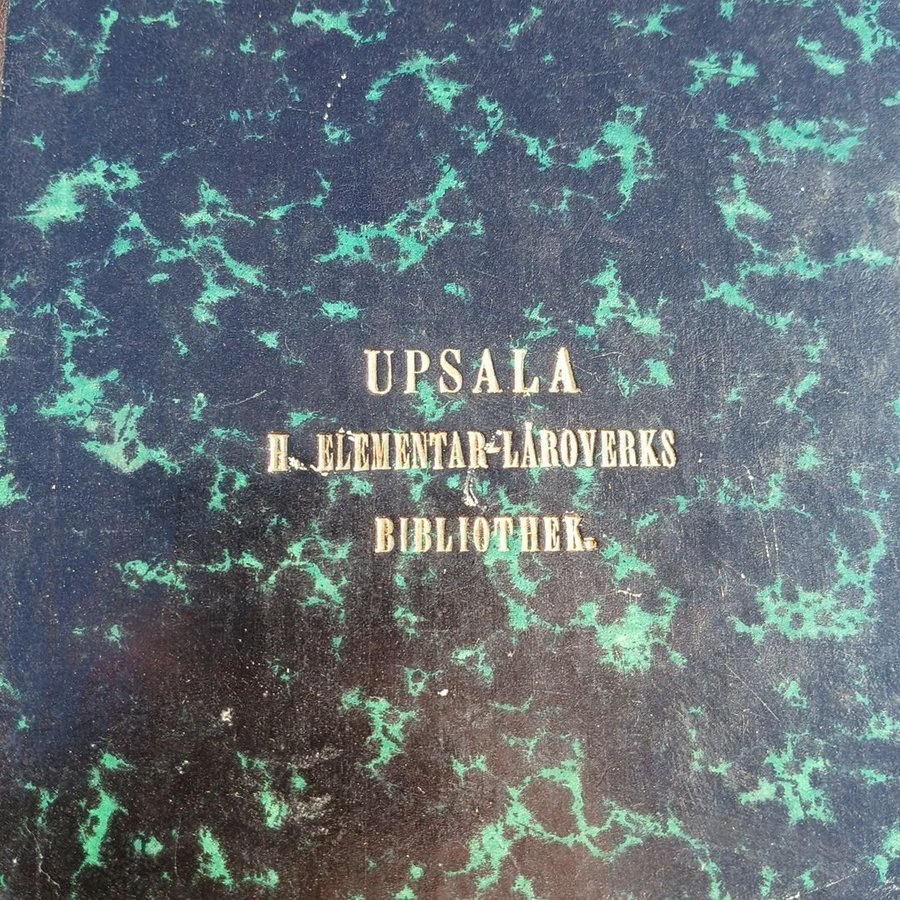 UPSALA
H. ELEMENTAR-LÄROVERKS
BIBLIOTHEK.